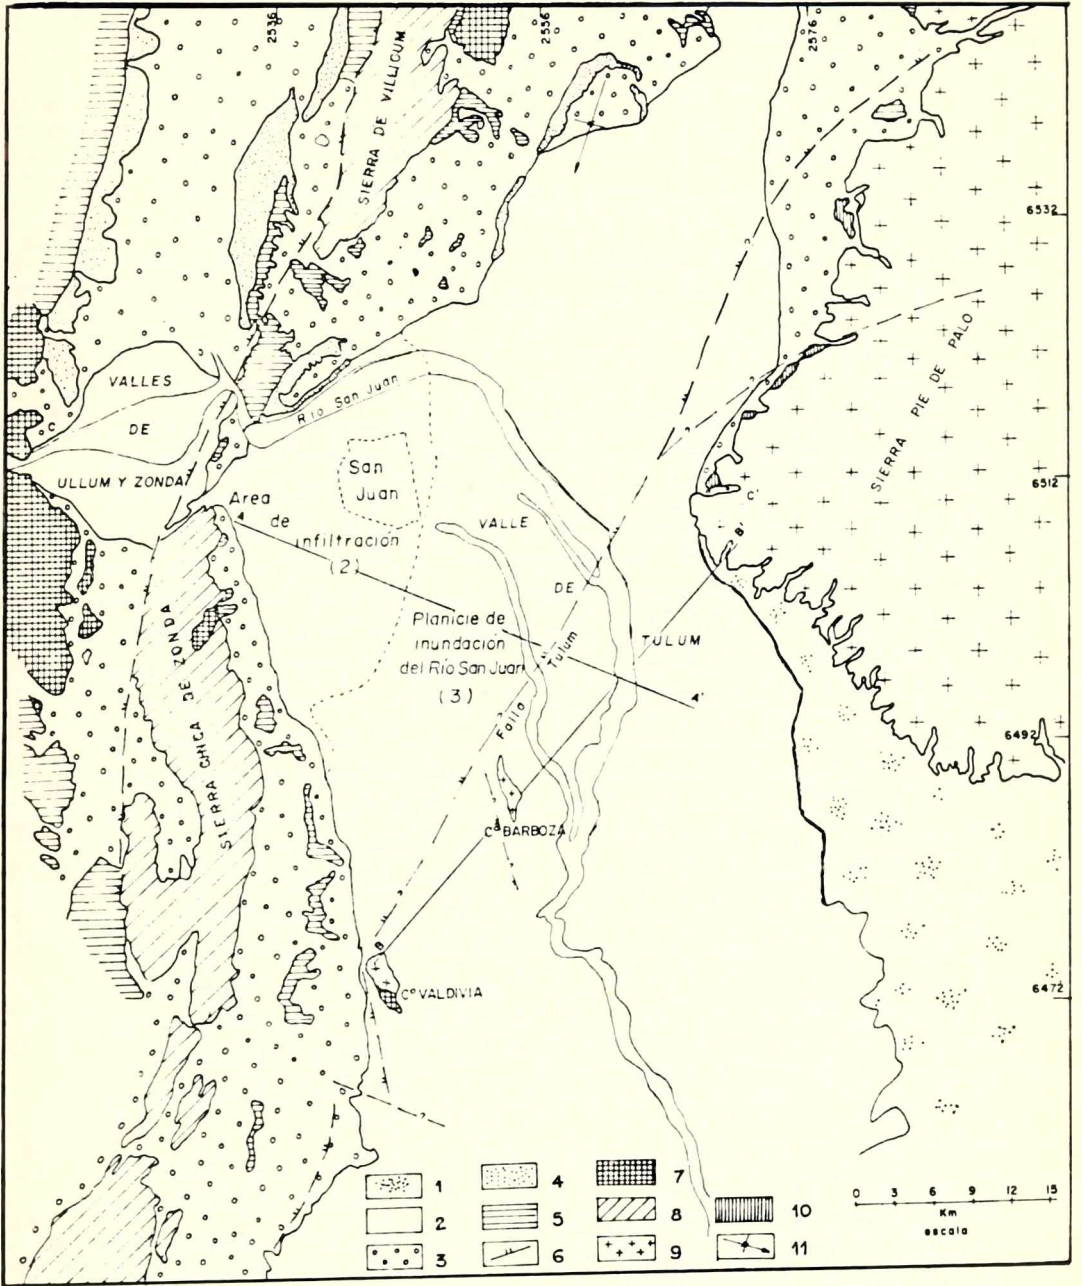 2536
2556
2576
SIERRA DE VILLICUM
6532
SIERRA PIE DE PALO
VALLES
DE
ULLUM Y ZONDA
C
Río San Juan
San
Juan
6512
C'
B'
Area
de
infiltración
(2)
4
VALLE
DE
TULUM
Planicie de
inundación
del Río San Juan
(3)
Falla Tulum
4'
SIERRA CHICA DE ZONDA
6492
Cº BARBOZA
B
Cº VALDIVIA
6472
1
2
3
4
5
6
7
8
9
10
11
0 3 6 9 12 15
Km
escala